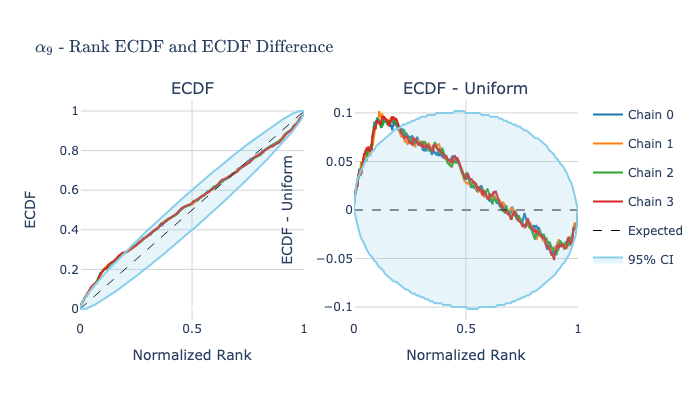 α₉ - Rank ECDF and ECDF Difference
ECDF
ECDF
1
0.8
0.6
0.4
0.2
0
0
0.5
1
Normalized Rank
ECDF - Uniform
ECDF - Uniform
0.1
0.05
0
−0.05
−0.1
0
0.5
1
Normalized Rank
Chain 0
Chain 1
Chain 2
Chain 3
Expected
95% CI